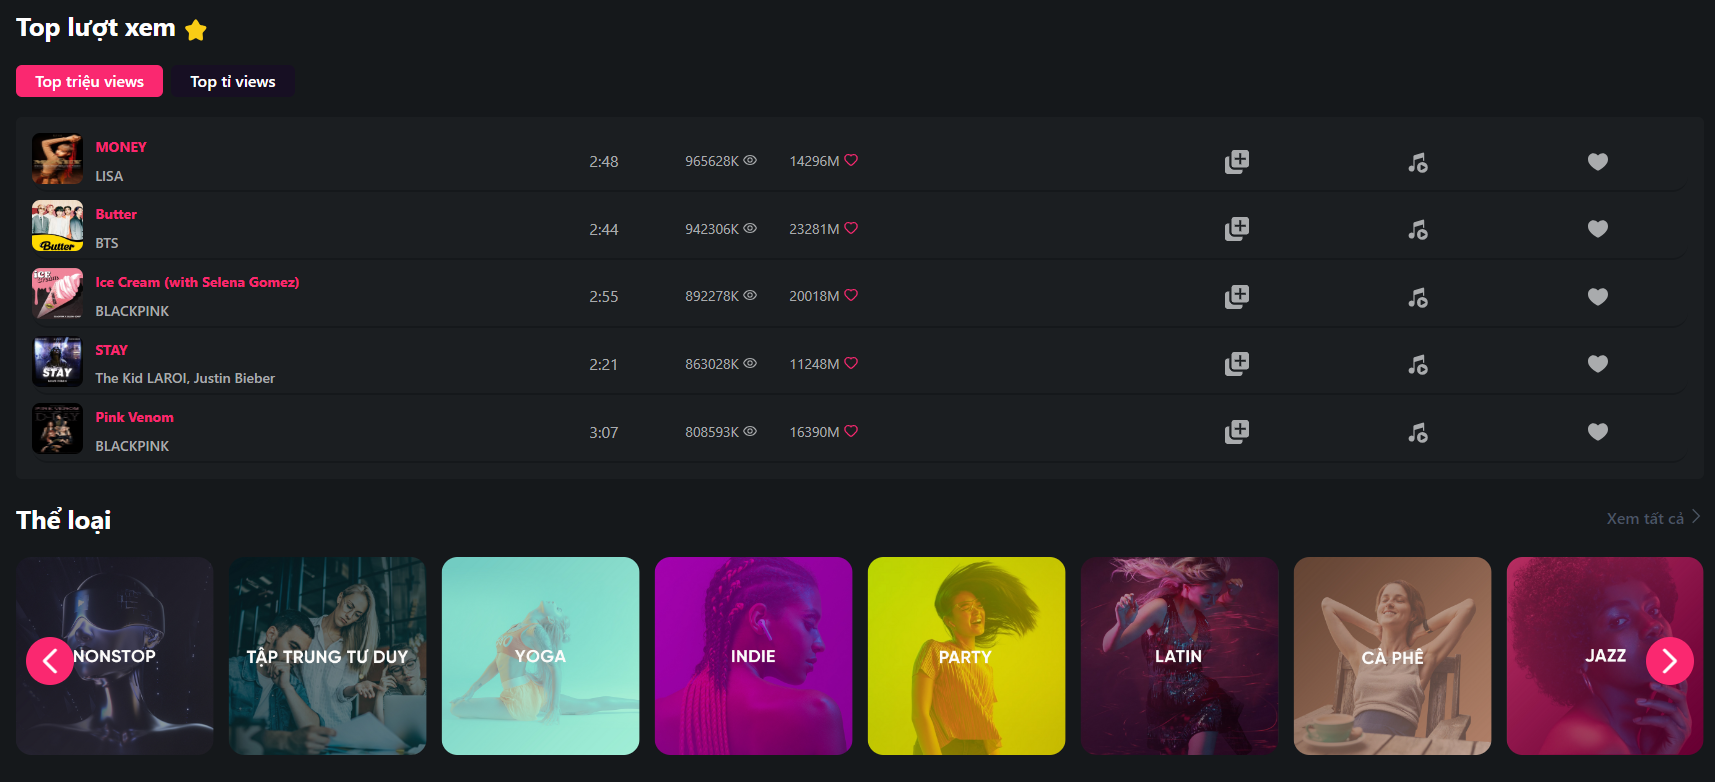 Top lượt xem
Top triệu views
Top tỉ views
MONEY
LISA
2:48
965628K
14296M
Butter
Butter
BTS
2:44
942306K
23281M
ICE
Ice Cream (with Selena Gomez)
BLACKPINK
2:55
892278K
20018M
STAY
STAY
The Kid LAROI, Justin Bieber
2:21
863028K
11248M
Pink Venom
BLACKPINK
3:07
808593K
16390M
Thể loại
Xem tất cả
NONSTOP
TẬP TRUNG TƯ DUY
YOGA
INDIE
PARTY
LATIN
CÀ PHÊ
JAZZ